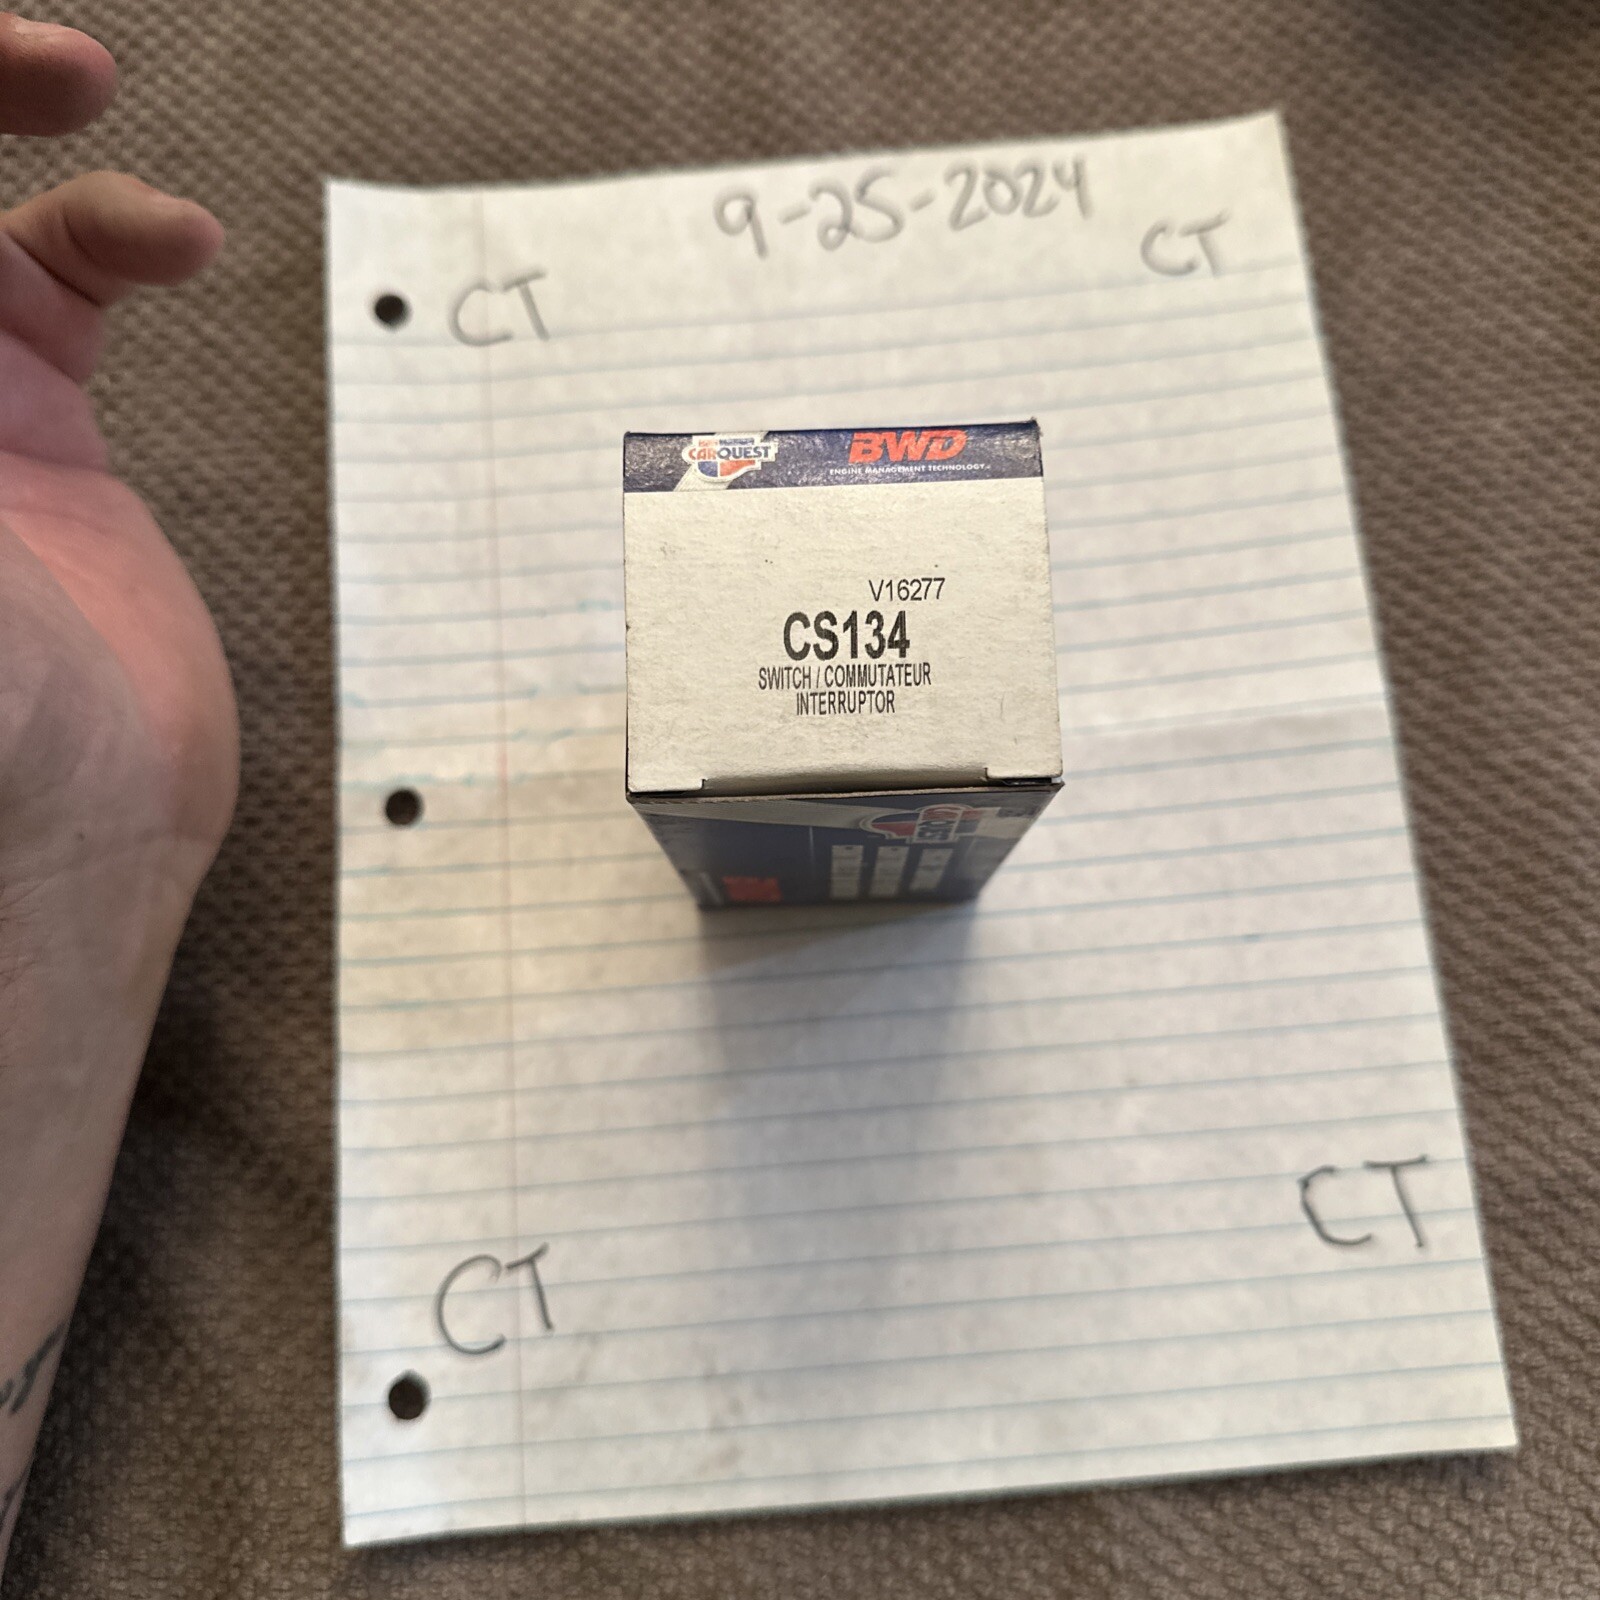 9-25-2024
CT
CT
CARQUEST
BWD
ENGINE MANAGEMENT TECHNOLOGY
V16277
CS134
SWITCH / COMMUTATEUR
INTERRUPTOR
CT
CT